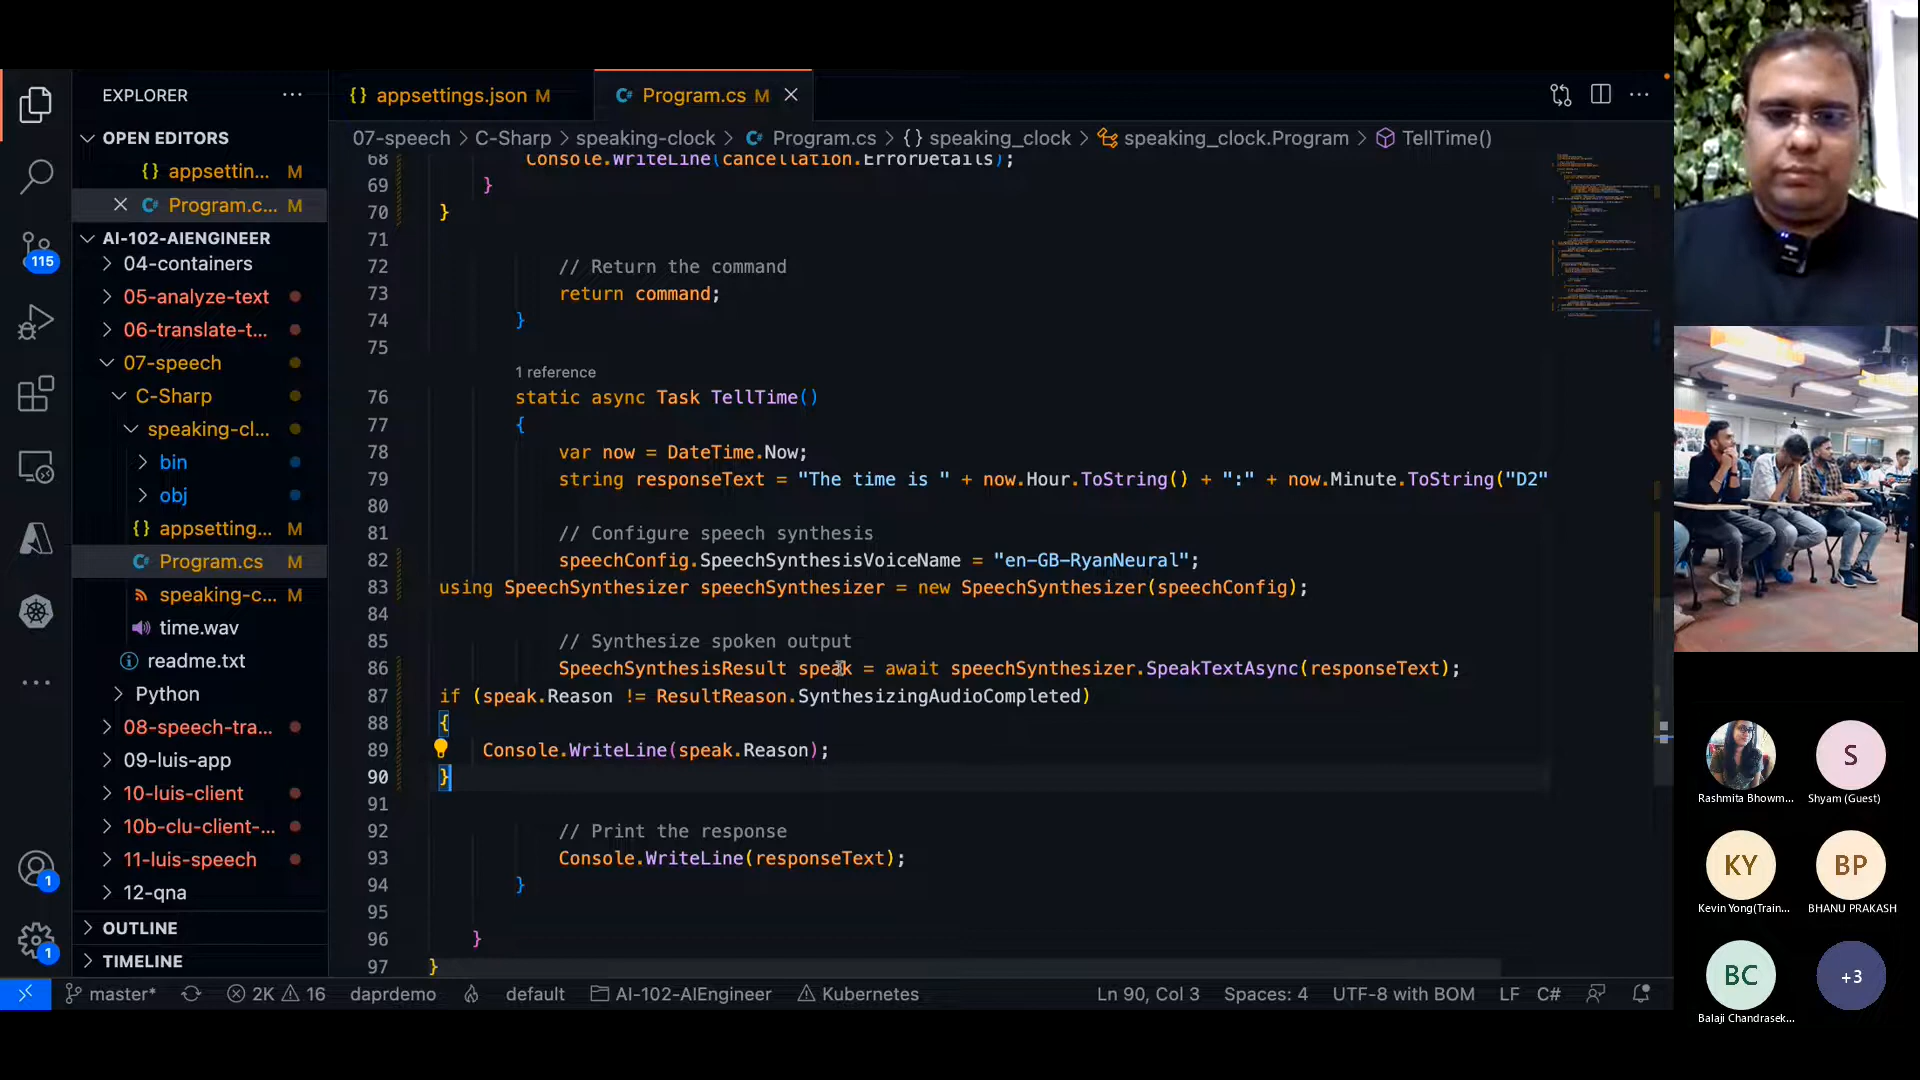 EXPLORER
OPEN EDITORS
appsettin... M
Program.c... M
AI-102-AIENGINEER
04-containers
05-analyze-text
06-translate-t...
07-speech
C-Sharp
speaking-cl...
bin
obj
appsetting... M
Program.cs M
speaking-c... M
time.wav
readme.txt
Python
08-speech-tra...
09-luis-app
10-luis-client
10b-clu-client-...
11-luis-speech
12-qna
OUTLINE
TIMELINE
115
1
1
{} appsettings.json M
Program.cs M
07-speech > C-Sharp > speaking-clock > Program.cs > {} speaking_clock > speaking_clock.Program > TellTime()
68 Console.WriteLine(cancellation.ErrorDetails);
69 }
70 }
71
72 // Return the command
73 return command;
74 }
75
1 reference
76 static async Task TellTime()
77 {
78 var now = DateTime.Now;
79 string responseText = "The time is " + now.Hour.ToString() + ":" + now.Minute.ToString("D2"
80
81 // Configure speech synthesis
82 speechConfig.SpeechSynthesisVoiceName = "en-GB-RyanNeural";
83 using SpeechSynthesizer speechSynthesizer = new SpeechSynthesizer(speechConfig);
84
85 // Synthesize spoken output
86 SpeechSynthesisResult speak = await speechSynthesizer.SpeakTextAsync(responseText);
87 if (speak.Reason != ResultReason.SynthesizingAudioCompleted)
88 {
89 Console.WriteLine(speak.Reason);
90 }
91
92 // Print the response
93 Console.WriteLine(responseText);
94 }
95
96 }
97 }
master* 2K 16 daprdemo default AI-102-AIEngineer Kubernetes Ln 90, Col 3 Spaces: 4 UTF-8 with BOM LF C#
S
Rashmita Bhowm... Shyam (Guest)
KY BP
Kevin Yong(Train... BHANU PRAKASH
BC +3
Balaji Chandrasek...